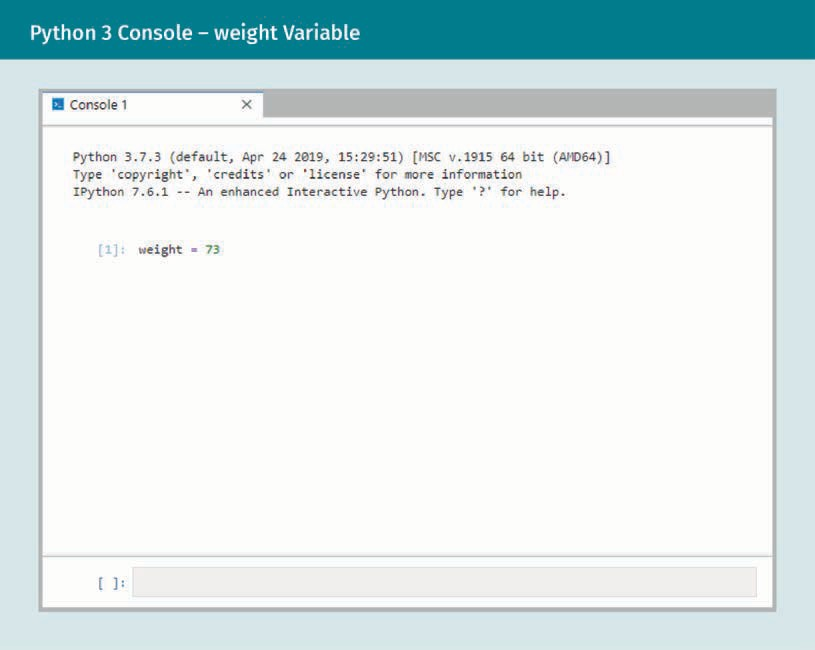 Python 3 Console – weight Variable
Console 1
Python 3.7.3 (default, Apr 24 2019, 15:29:51) [MSC v.1915 64 bit (AMD64)]
Type 'copyright', 'credits' or 'license' for more information
IPython 7.6.1 -- An enhanced Interactive Python. Type '?' for help.
[1]: weight = 73
[ ]: